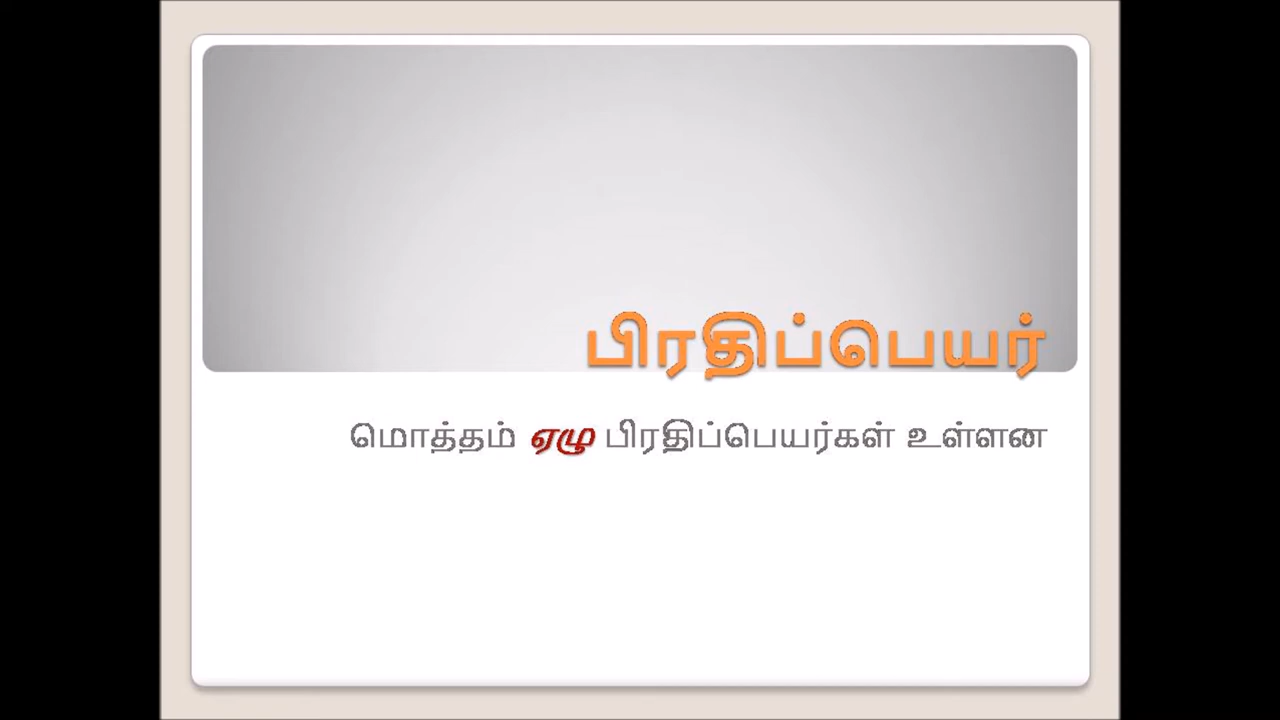 பிரதிப்பெயர்
மொத்தம் ஏழு பிரதிப்பெயர்கள் உள்ளன